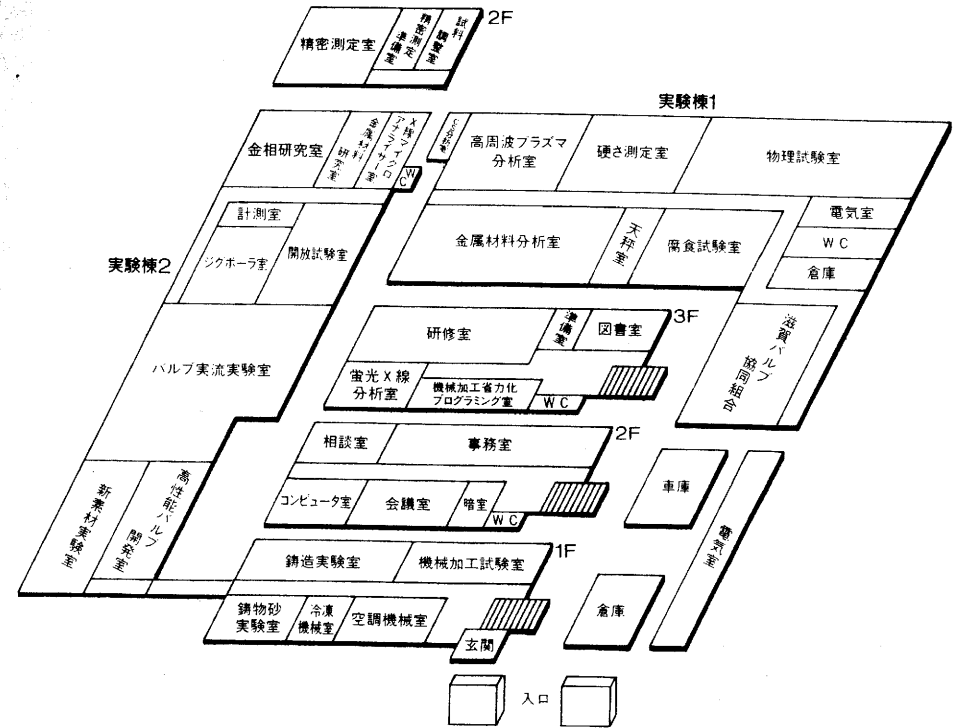 2F
精密測定室
精密測定
準備室
試料
調整室
実験棟1
金相研究室
金属材料
研究室
X線マイクロ
アナライザー室
WC
高周波プラズマ
分析室
硬さ測定室
物理試験室
計測室
ジグボーラ室
開放試験室
金属材料分析室
天秤室
腐食試験室
電気室
WC
倉庫
実験棟2
バルブ実流実験室
3F
研修室
準備室
図書室
蛍光X線
分析室
機械加工省力化
プログラミング室
WC
滋賀バルブ
協同組合
2F
相談室
事務室
コンピュータ室
会議室
暗室
WC
車庫
電気室
新素材実験室
高性能バルブ
開発室
1F
鋳造実験室
機械加工試験室
鋳物砂
実験室
冷凍
機械室
空調機械室
玄関
倉庫
入口